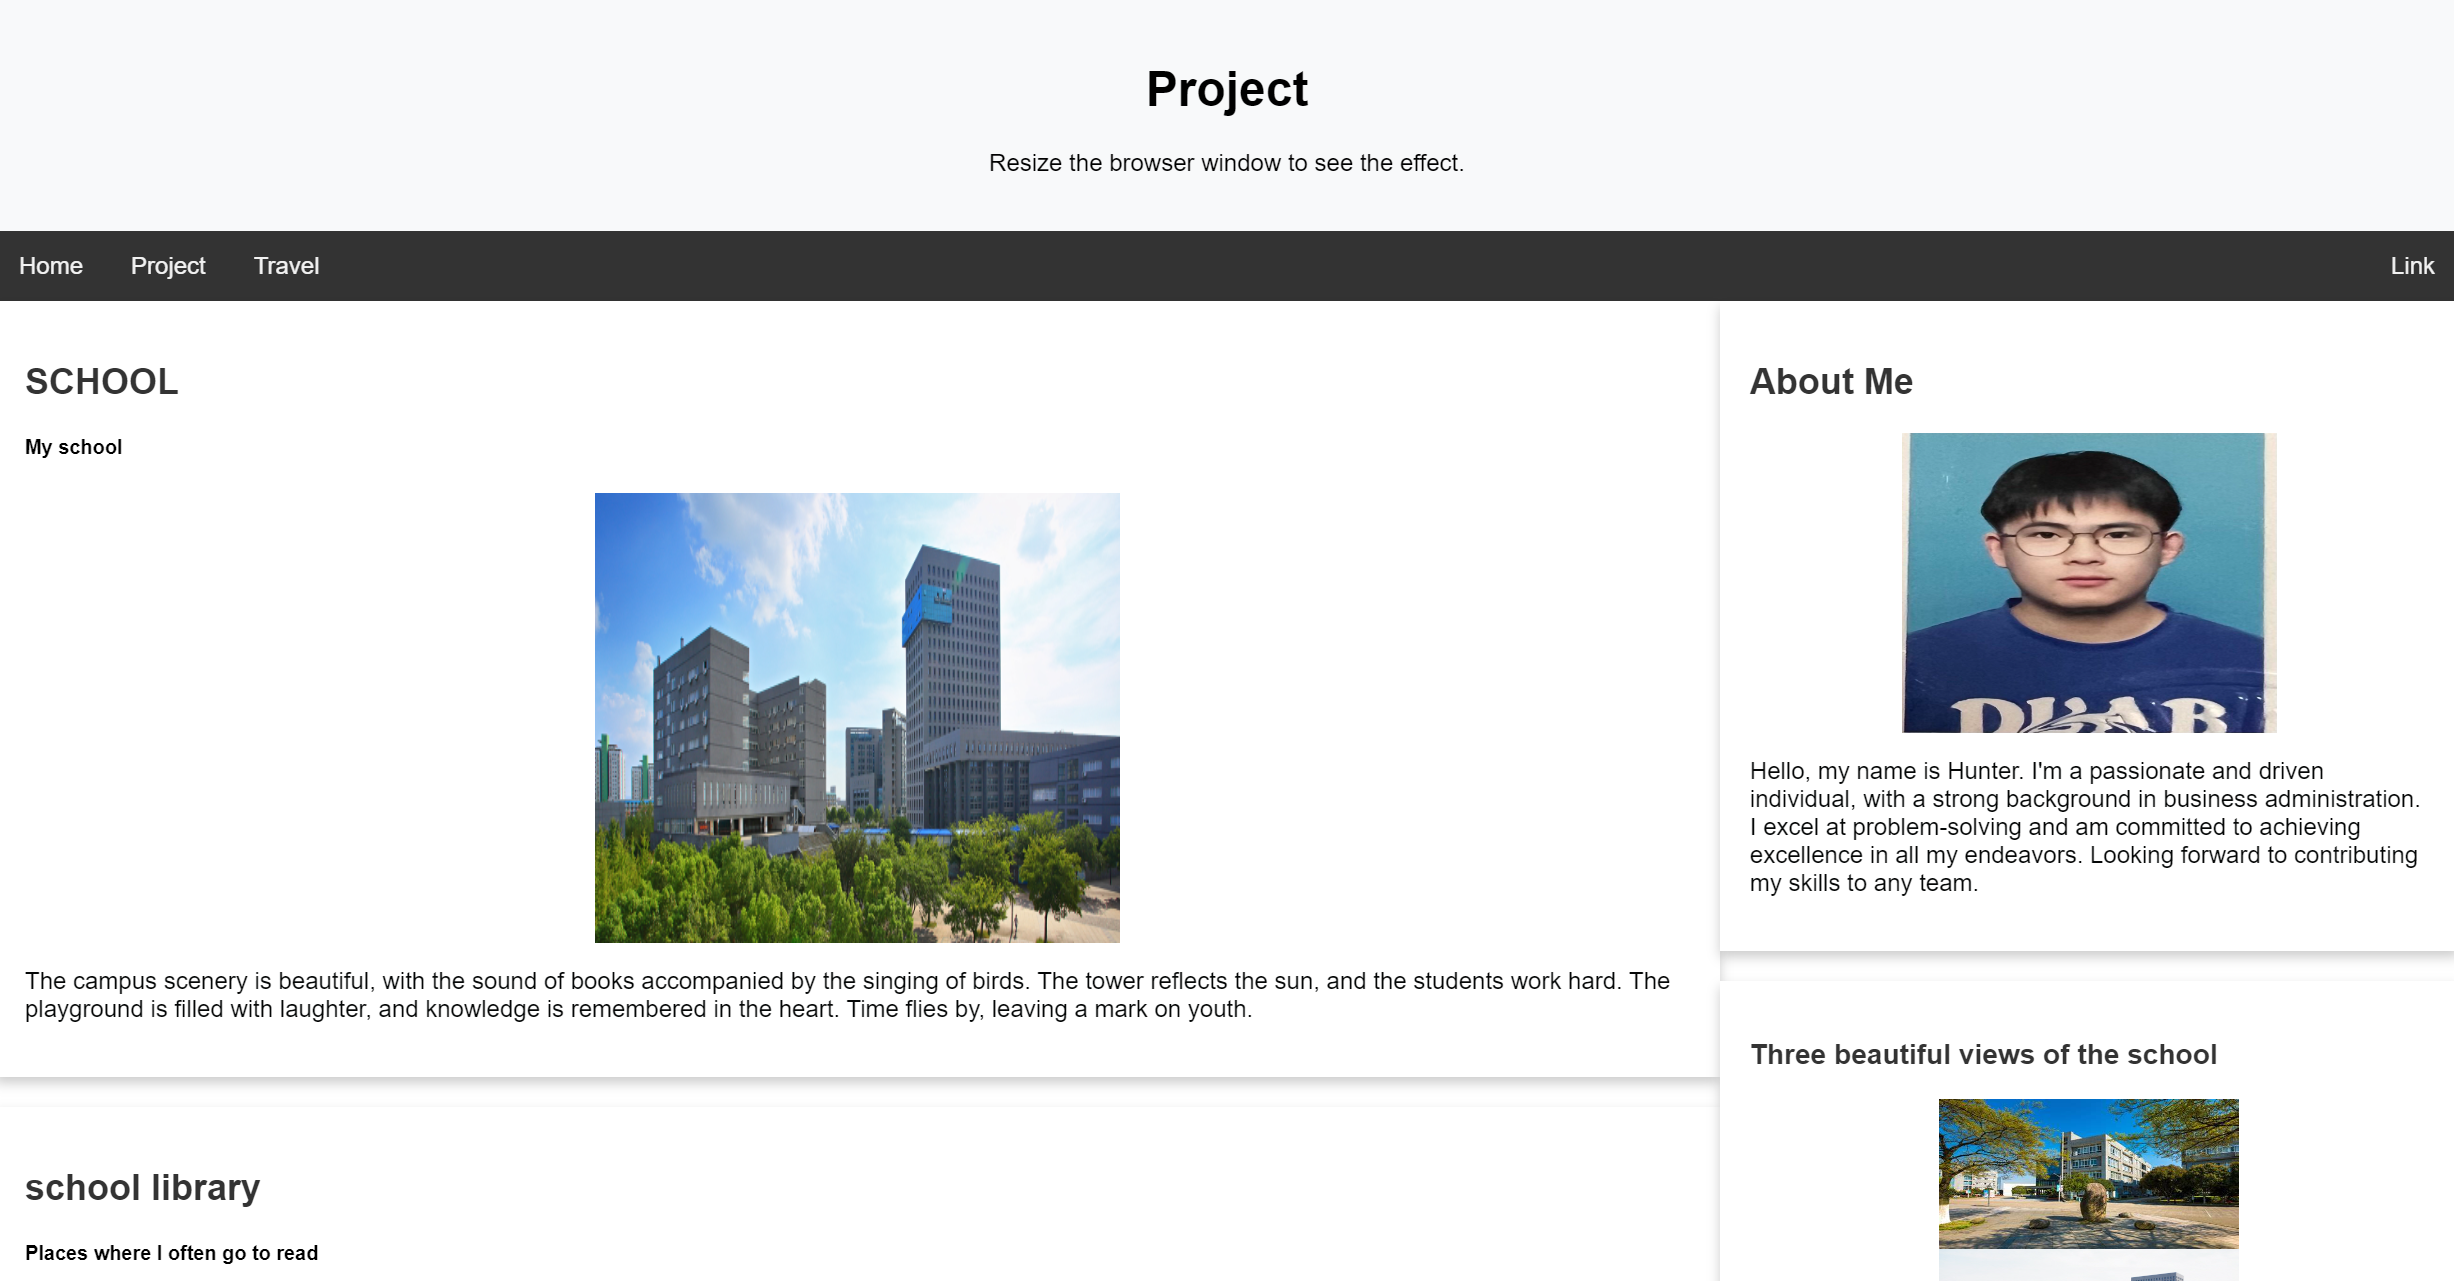 Project
Resize the browser window to see the effect.
Home Project Travel Link
SCHOOL
My school
The campus scenery is beautiful, with the sound of books accompanied by the singing of birds. The tower reflects the sun, and the students work hard. The
playground is filled with laughter, and knowledge is remembered in the heart. Time flies by, leaving a mark on youth.
school library
Places where I often go to read
About Me
Hello, my name is Hunter. I'm a passionate and driven
individual, with a strong background in business administration.
I excel at problem-solving and am committed to achieving
excellence in all my endeavors. Looking forward to contributing
my skills to any team.
Three beautiful views of the school